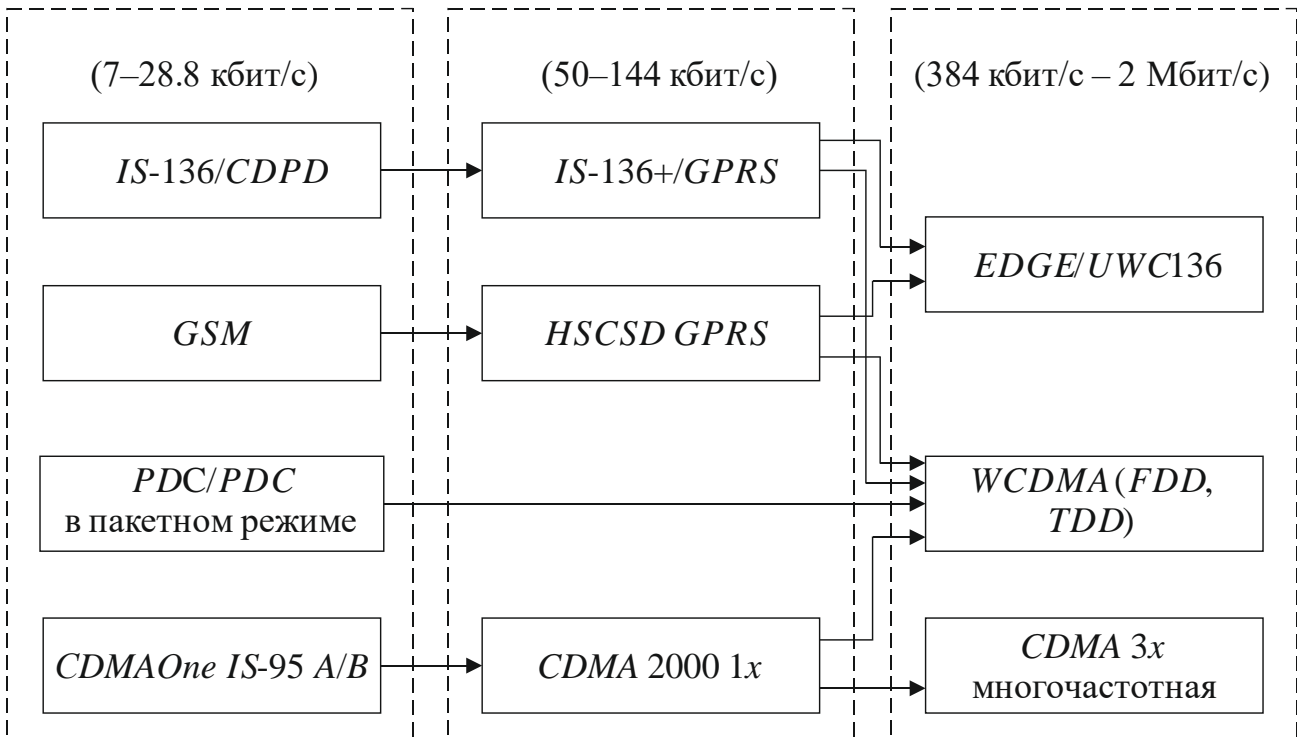 (7–28.8 кбит/с)
(50–144 кбит/с)
(384 кбит/с – 2 Мбит/с)
IS-136/CDPD
IS-136+/GPRS
EDGE/UWC136
GSM
HSCSD GPRS
PDC/PDC
в пакетном режиме
WCDMA (FDD,
TDD)
CDMAOne IS-95 A/B
CDMA 2000 1x
CDMA 3x
многочастотная